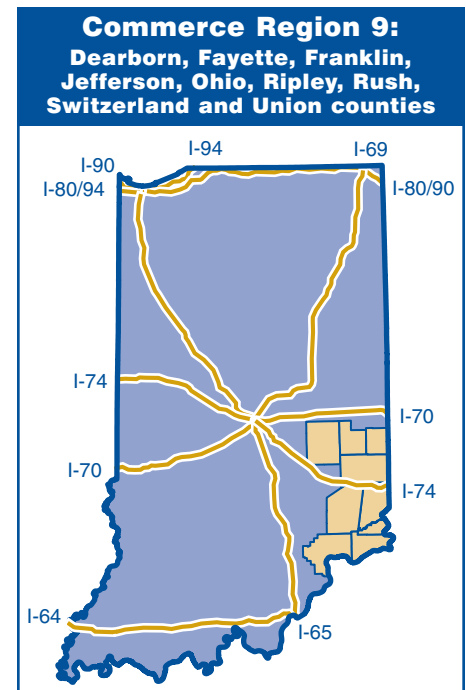 Commerce Region 9:
Dearborn, Fayette, Franklin,
Jefferson, Ohio, Ripley, Rush,
Switzerland and Union counties
I-94
I-69
I-90
I-80/94
I-80/90
I-74
I-70
I-70
I-74
I-64
I-65